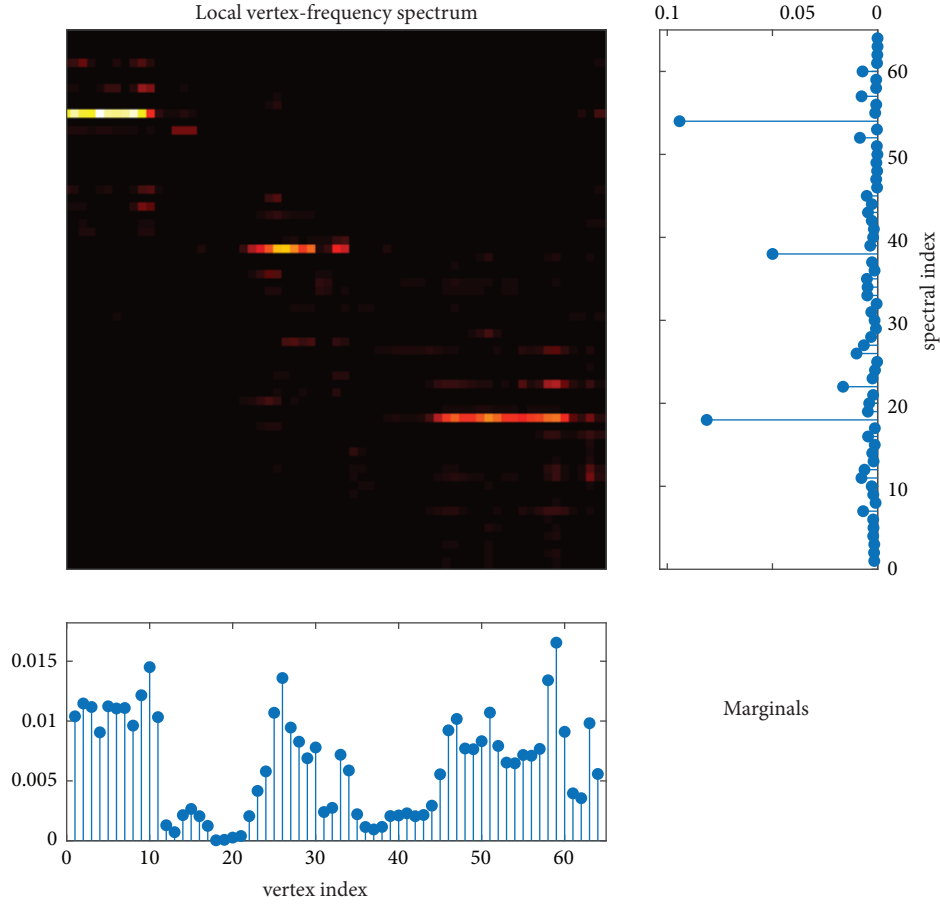 Local vertex-frequency spectrum
0.1 0.05 0
60
50
40
30
20
10
0
spectral index
0.015
0.01
0.005
0
0 10 20 30 40 50 60
vertex index
Marginals